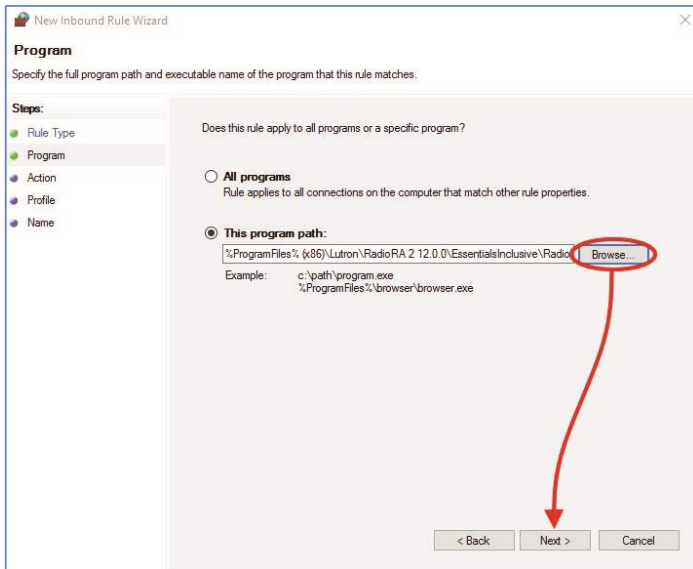 New Inbound Rule Wizard
Program
Specify the full program path and executable name of the program that this rule matches.
Steps:
Rule Type
Program
Action
Profile
Name
Does this rule apply to all programs or a specific program?
All programs
Rule applies to all connections on the computer that match other rule properties.
This program path:
%ProgramFiles% (x86)\Lutron\RadioRA 2 12.0.0\EssentialsInclusive\Radio
Browse...
Example:
c:\path\program.exe
%ProgramFiles%\browser\browser.exe
< Back
Next >
Cancel